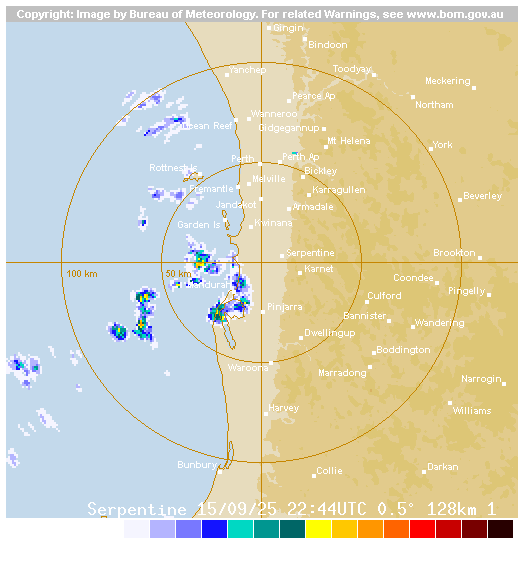 Copyright: Image by Bureau of Meteorology. For related Warnings, see www.bom.gov.au
Gingin
Bindoon
Yanchep
Toodyay
Meckering
Pearce Ap
Northam
Wanneroo
Ocean Reef
Gidgegannup
Mt Helena
York
Perth
Perth Ap
Rottnest Is
Bickley
Melville
Fremantle
Karragullen
Beverley
Jandakot
Armadale
Garden Is
Kwinana
Serpentine
Brookton
100 km
50 km
Karnet
Mandurah
Coondee
Pingelly
Culford
Pinjarra
Bannister
Wandering
Dwellingup
Boddington
Waroona
Marradong
Narrogin
Harvey
Williams
Bunbury
Collie
Darkan
Serpentine 15/09/25 22:44UTC 0.5° 128km 1